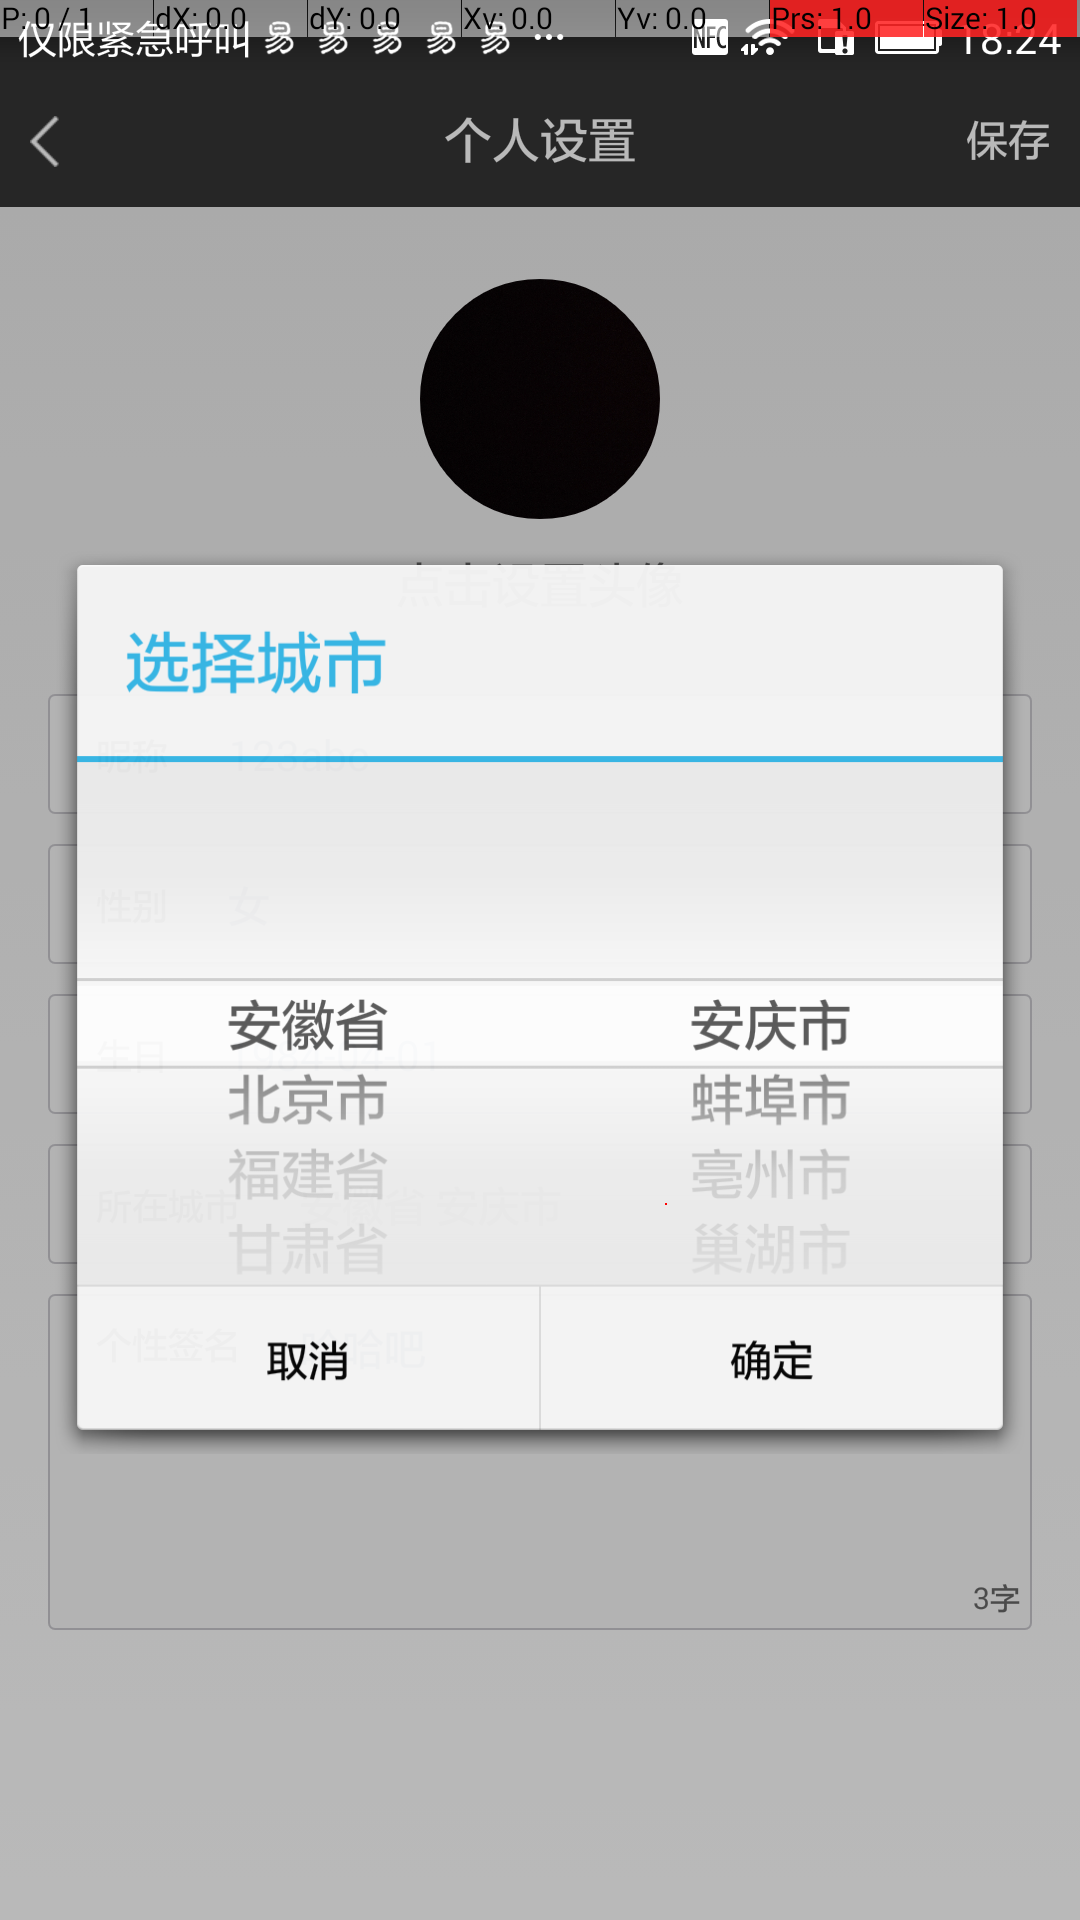 P: 0 / 1 dX: 0.0 dY: 0.0 Xv: 0.0 Yv: 0.0 Prs: 1.0 Size: 1.0
仅限紧急呼叫 易 易 易 易 易 ... NFC 18:24
个人设置 保存
点击设置头像
选择城市
昵称 123abc
性别 女
安徽省 安庆市
生日
北京市 蚌埠市
福建省 亳州市
所在城市 安徽省 安庆市
甘肃省 巢湖市
个性签名 哈吧
取消 确定
3字